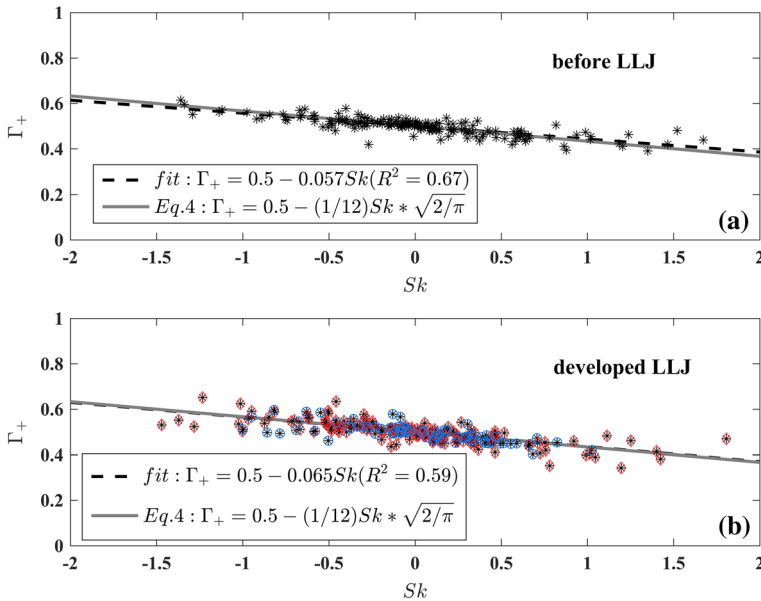 1
0.8
0.6
0.4
0.2
0
Γ+
before LLJ
fit : Γ+ = 0.5 − 0.057Sk(R² = 0.67)
Eq.4 : Γ+ = 0.5 − (1/12)Sk * √2/π
(a)
-2 -1.5 -1 -0.5 0 0.5 1 1.5 2
Sk
1
0.8
0.6
0.4
0.2
0
Γ+
developed LLJ
fit : Γ+ = 0.5 − 0.065Sk(R² = 0.59)
Eq.4 : Γ+ = 0.5 − (1/12)Sk * √2/π
(b)
-2 -1.5 -1 -0.5 0 0.5 1 1.5 2
Sk